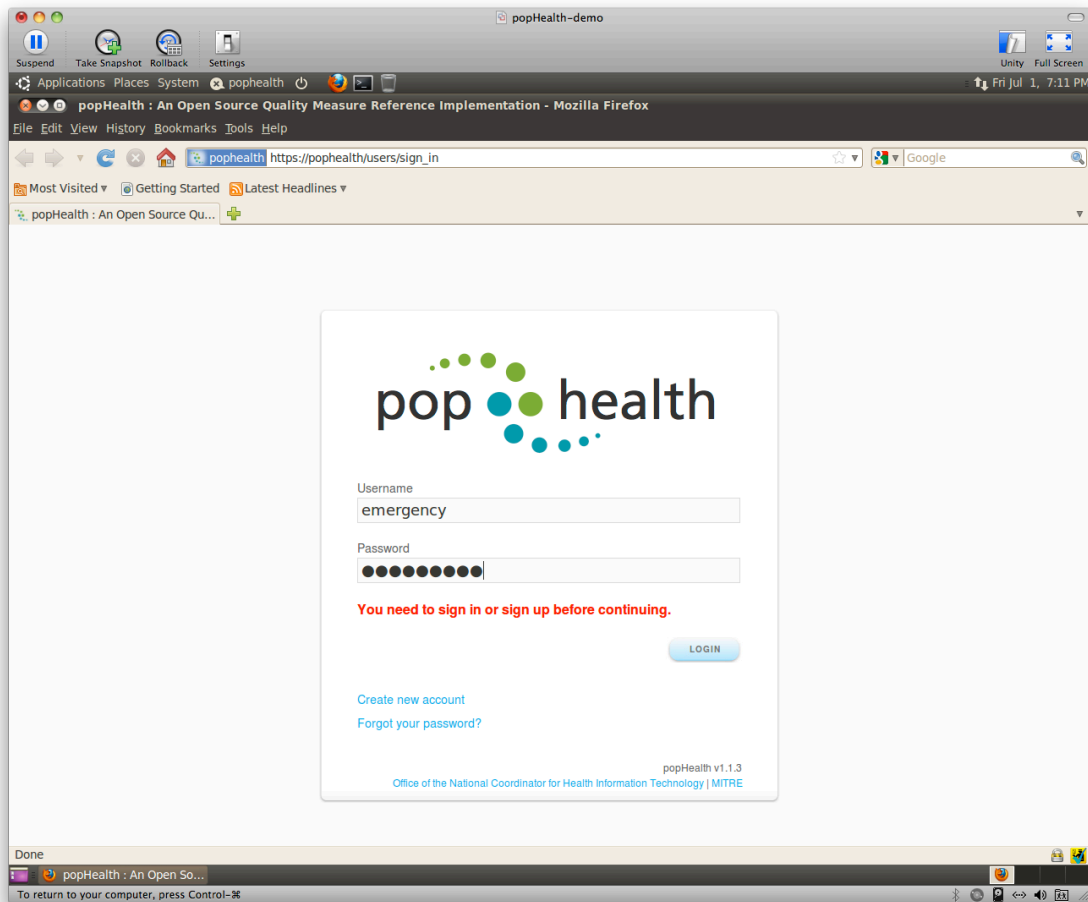 popHealth-demo
Suspend Take Snapshot Rollback Settings Unity Full Screen
Applications Places System pophealth Fri Jul 1, 7:11 PM
popHealth : An Open Source Quality Measure Reference Implementation - Mozilla Firefox
File Edit View History Bookmarks Tools Help
pophealth https://pophealth/users/sign_in Google
Most Visited Getting Started Latest Headlines
popHealth : An Open Source Qu...
pop health
Username
emergency
Password
You need to sign in or sign up before continuing.
LOGIN
Create new account
Forgot your password?
popHealth v1.1.3
Office of the National Coordinator for Health Information Technology | MITRE
Done
popHealth : An Open So...
To return to your computer, press Control-⌘